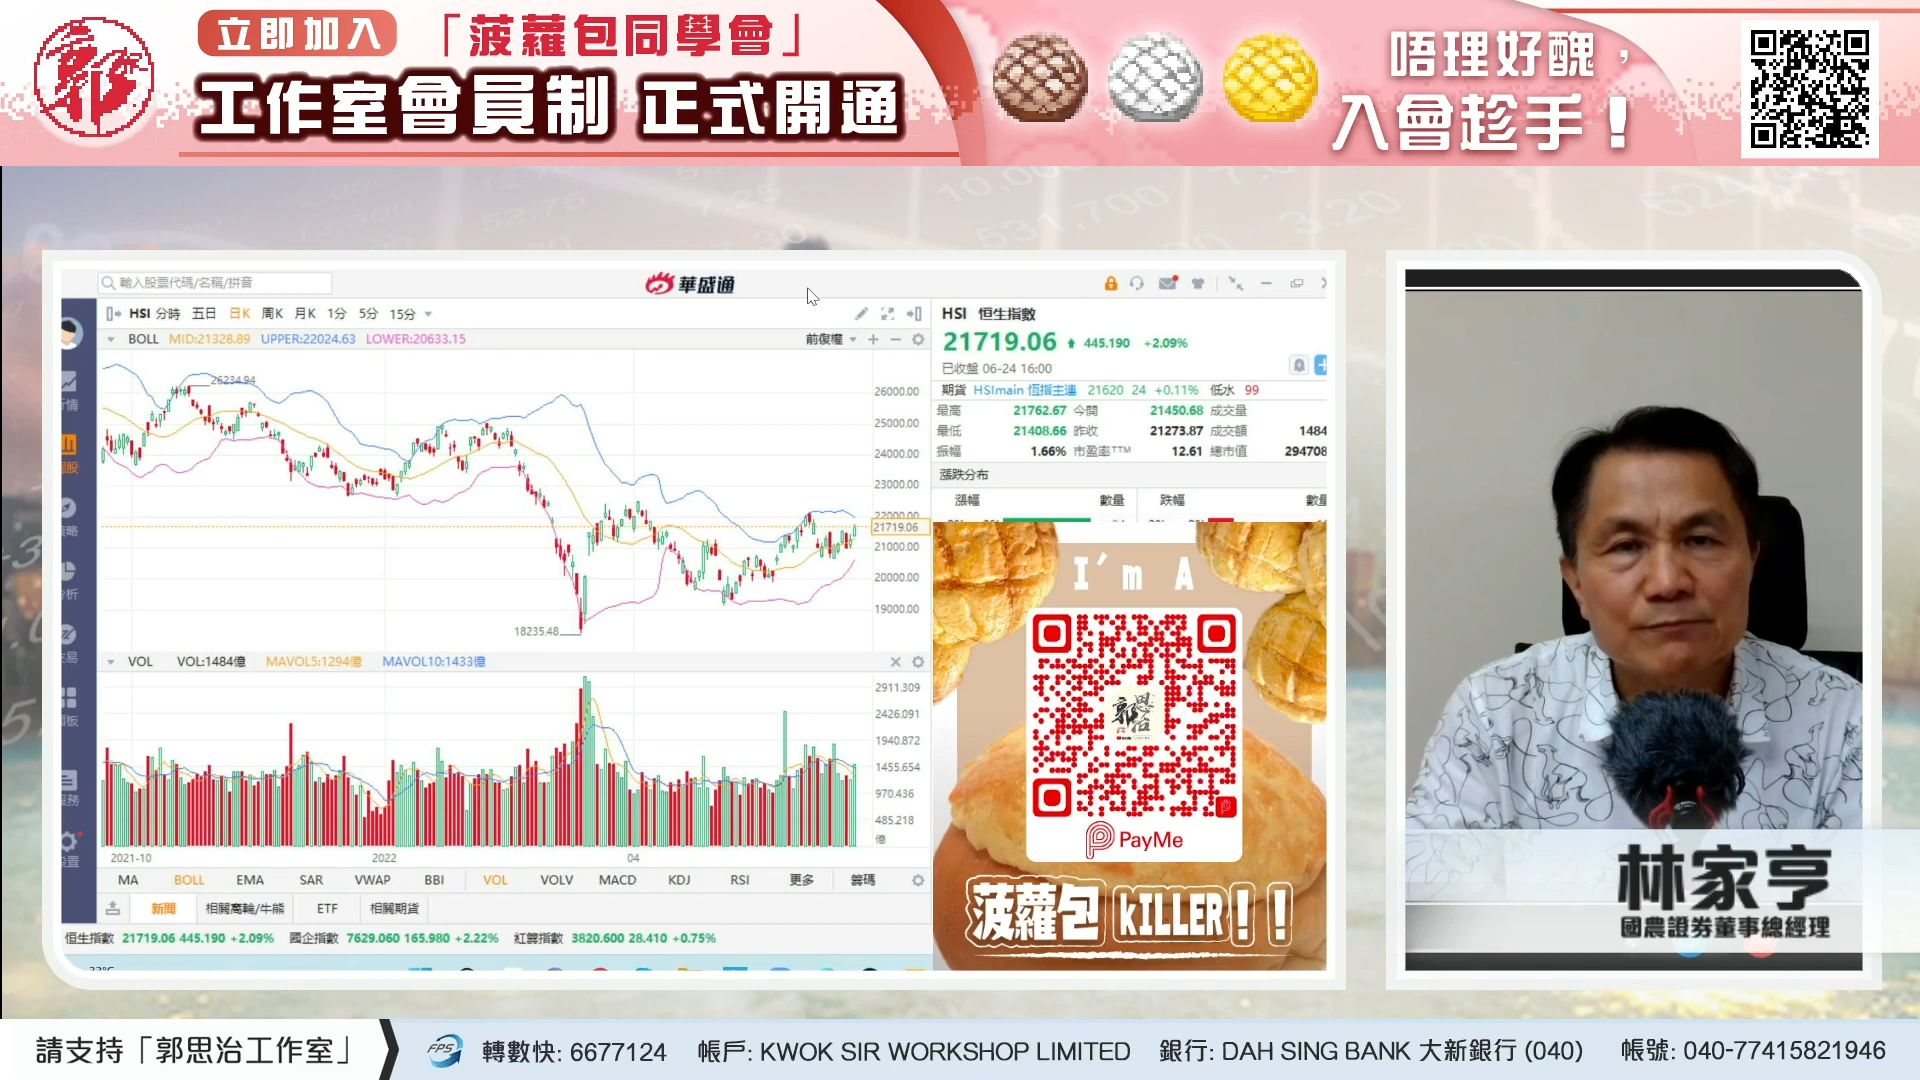 立即加入 「菠蘿包同學會」
工作室會員制 正式開通
唔理好醜，
入會趁手！
輸入股票代碼/名稱/拼音
華盛通
HSI 分時 五日 日K 周K 月K 1分 5分 15分
BOLL MID:21328.89 UPPER:22024.63 LOWER:20633.15 前復權
26234.94
18235.48
26000.00
25000.00
24000.00
23000.00
22000.00
21719.06
21000.00
20000.00
19000.00
VOL VOL:1484億 MAVOL5:1294億 MAVOL10:1433億
2911.309
2426.091
1940.872
1455.654
970.436
485.218
億
2021-10 2022 04
MA BOLL EMA SAR VWAP BBI VOL VOLV MACD KDJ RSI 更多 籌碼
新聞 相關窩輪/牛熊 ETF 相關期貨
恒生指數 21719.06 445.190 +2.09% 國企指數 7629.060 165.980 +2.22% 紅籌指數 3820.600 28.410 +0.75%
HSI 恒生指數
21719.06 445.190 +2.09%
已收盤 06-24 16:00
期貨 HSImain 恆指主連 21620 24 +0.11% 低水 99
最高 21762.67 今開 21450.68 成交量
最低 21408.66 昨收 21273.87 成交額 1484
振幅 1.66% 市盈率TTM 12.61 總市值 294708
漲跌分布
漲幅 數量 跌幅 數量
I'm A
郭思治
PayMe
菠蘿包 KILLER!!
林家亨
國農證券董事總經理
請支持「郭思治工作室」
FPS 轉數快: 6677124 帳戶: KWOK SIR WORKSHOP LIMITED 銀行: DAH SING BANK 大新銀行 (040) 帳號: 040-77415821946